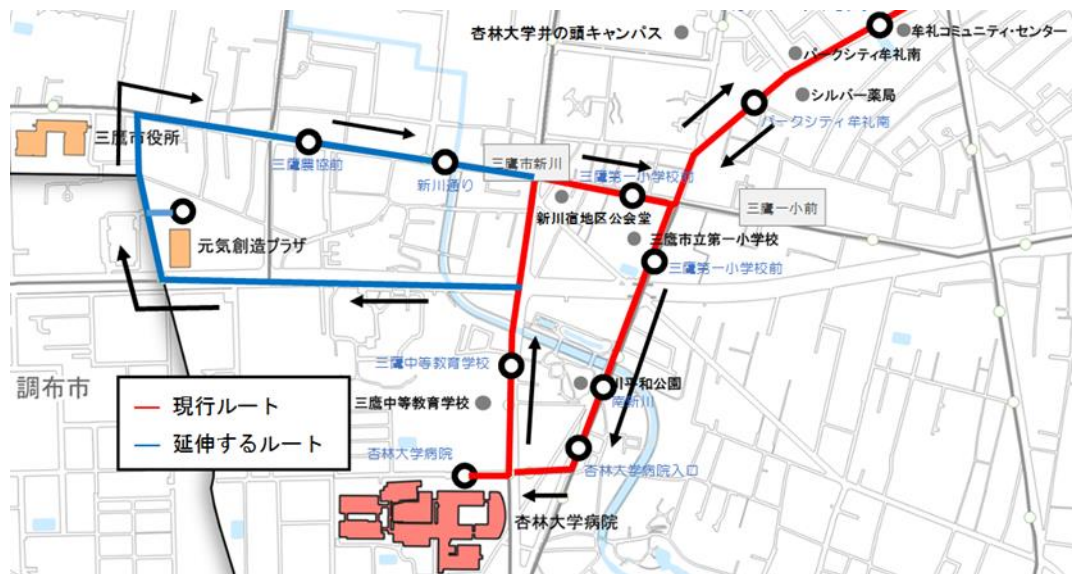 杏林大学井の頭キャンパス
牟礼コミュニティ・センター
パークシティ牟礼南
シルバー薬局
パークシティ牟礼南
三鷹市役所
三鷹農協前
新川通り
三鷹市新川
三鷹第一小学校前
新川宿地区公会堂
三鷹一小前
三鷹市立第一小学校
三鷹第一小学校前
元気創造プラザ
三鷹中等教育学校
三鷹中等教育学校
川平和公園
南新川
調布市
現行ルート
延伸するルート
杏林大学病院
杏林大学病院入口
杏林大学病院